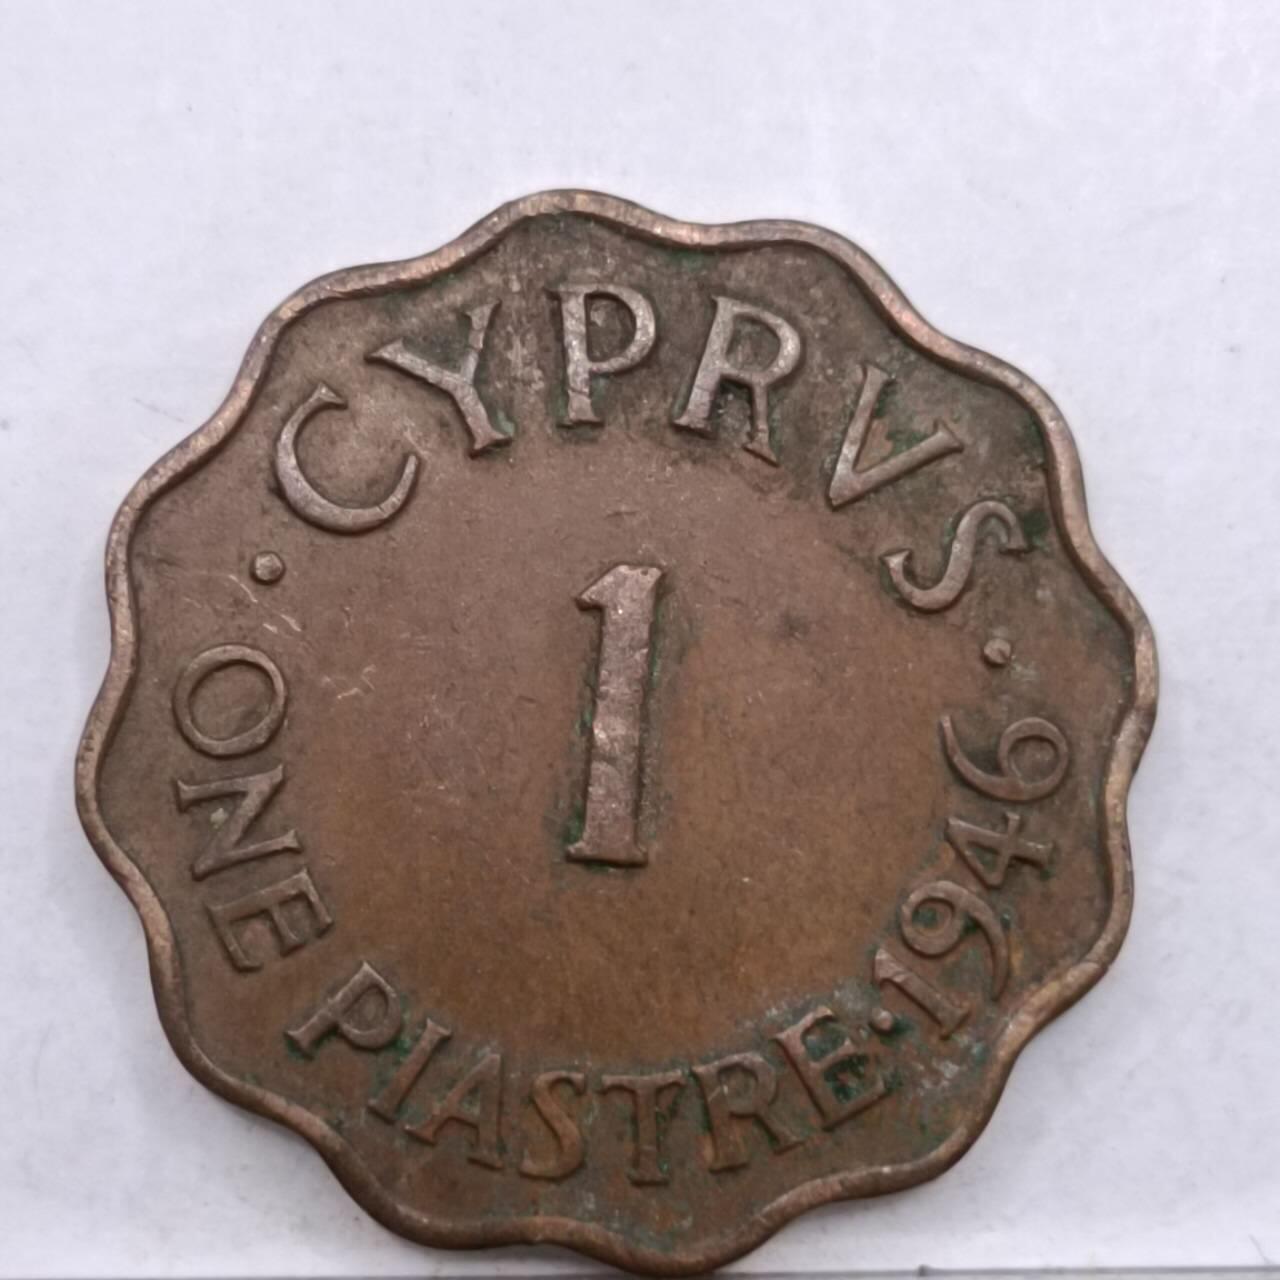 · CYPRVS ·
1
ONE PIASTRE · 1946